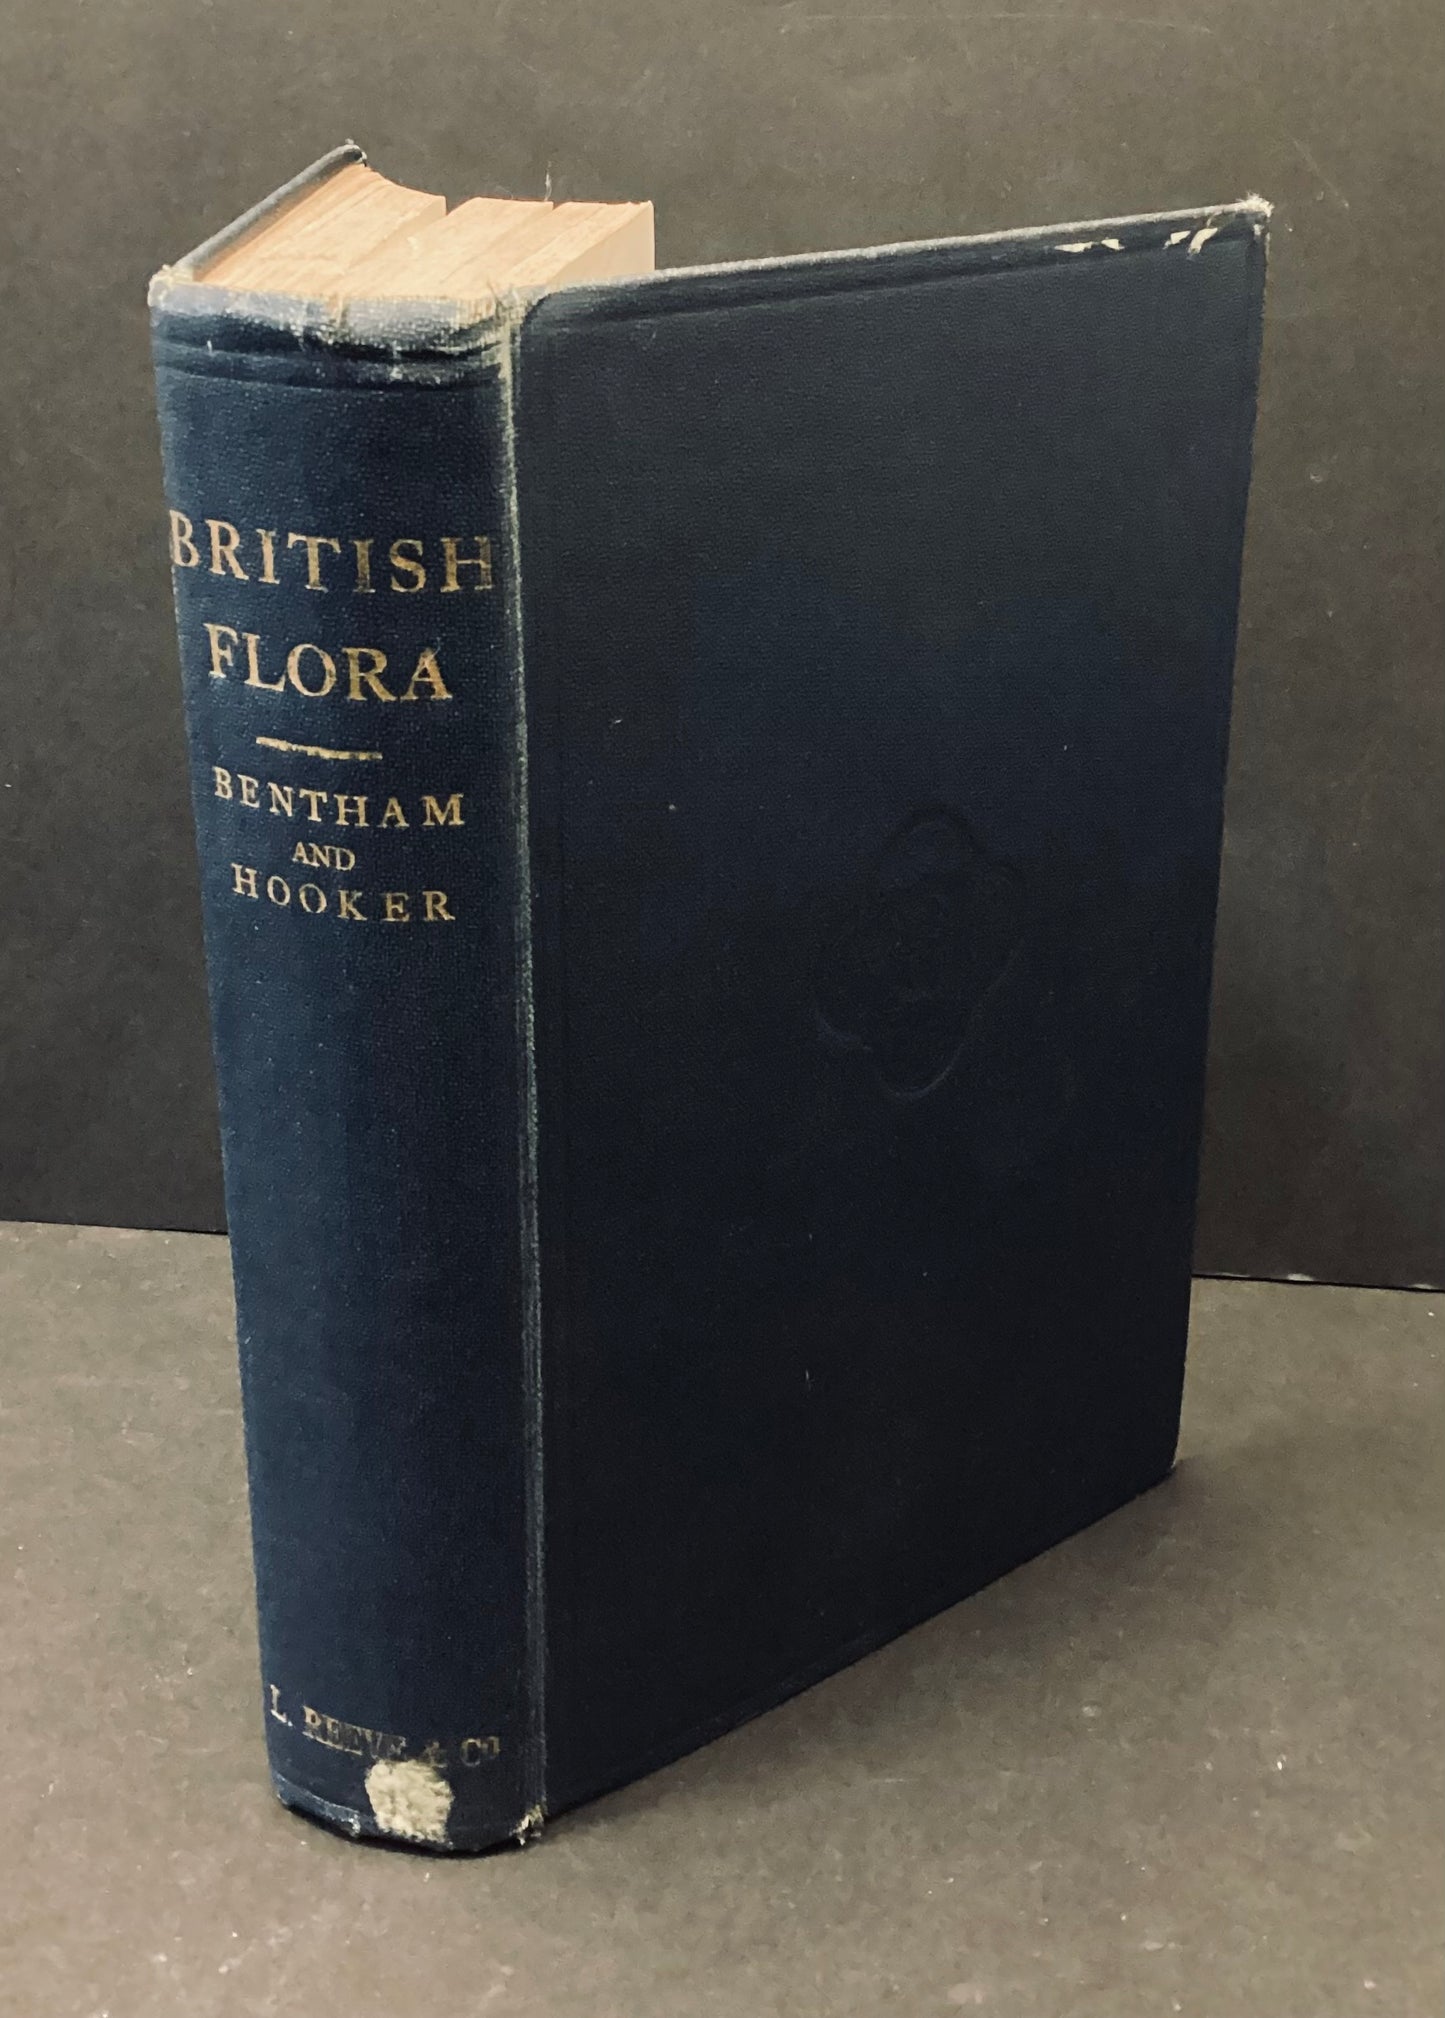 BRITISH
FLORA
BENTHAM
AND
HOOKER
L. REEVE & Co